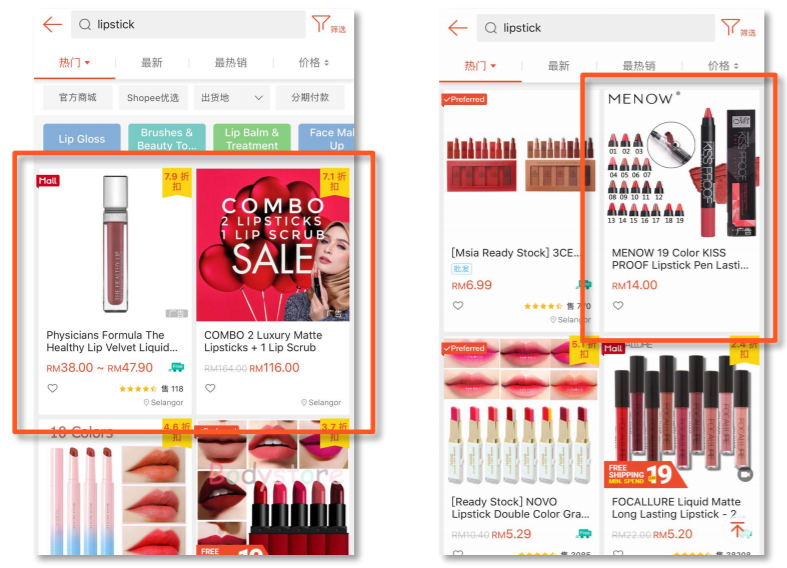 lipstick
筛选
热门
最新
最热销
价格
官方商城
Shopee优选
出货地
分期付款
Lip Gloss
Brushes &
Beauty To...
Lip Balm &
Treatment
Face Mak
Up
Mall
7.9 折
扣
THE HEALTHY LIP
广告
Physicians Formula The
Healthy Lip Velvet Liquid...
RM38.00 ~ RM47.90
售 118
Selangor
7.1 折
扣
COMBO
2 LIPSTICKS
1 LIP SCRUB
SALE
广告
COMBO 2 Luxury Matte
Lipsticks + 1 Lip Scrub
RM164.00 RM116.00
Selangor
10 Colors
4.6 折
扣
3.7 折
扣
Bodystore
FREE
19
lipstick
筛选
热门
最新
最热销
价格
Preferred
[Msia Ready Stock] 3CE...
批发
RM6.99
售 770
Selangor
MENOW®
01 02 03
04 05 06 07
08 09 10 11 12
13 14 15 16 17 18 19
KISS PROOF
MENOW 19 Color KISS
PROOF Lipstick Pen Lasti...
RM14.00
Preferred
5.1 折
扣
[Ready Stock] NOVO
Lipstick Double Color Gra...
RM10.40 RM5.29
售 3085
Mall
2.4 折
扣
FOCALLURE
FREE
SHIPPING
MIN. SPEND
19
FOCALLURE Liquid Matte
Long Lasting Lipstick - 2...
RM22.00 RM5.20
售 38208